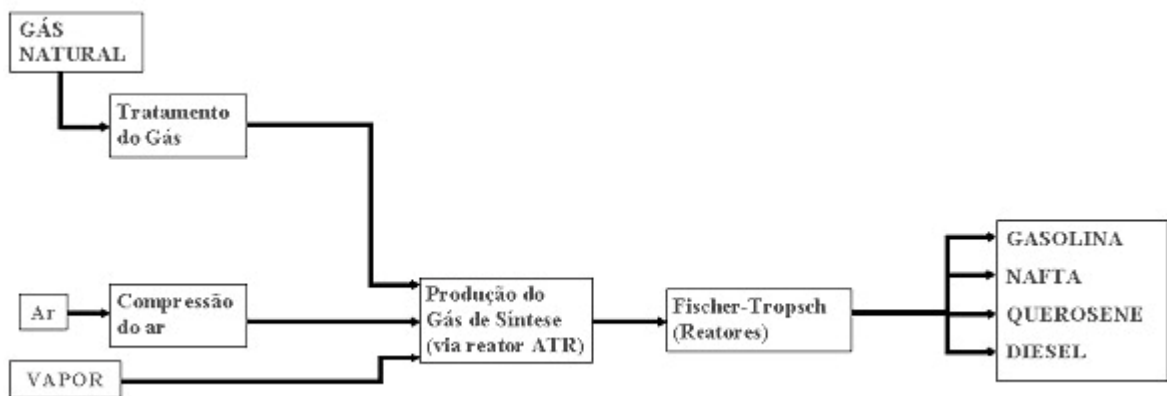 GÁS
NATURAL
Tratamento
do Gás
Ar
Compressão
do ar
VAPOR
Produção do
Gás de Síntese
(via reator ATR)
Fischer-Tropsch
(Reatores)
GASOLINA
NAFTA
QUEROSENE
DIESEL